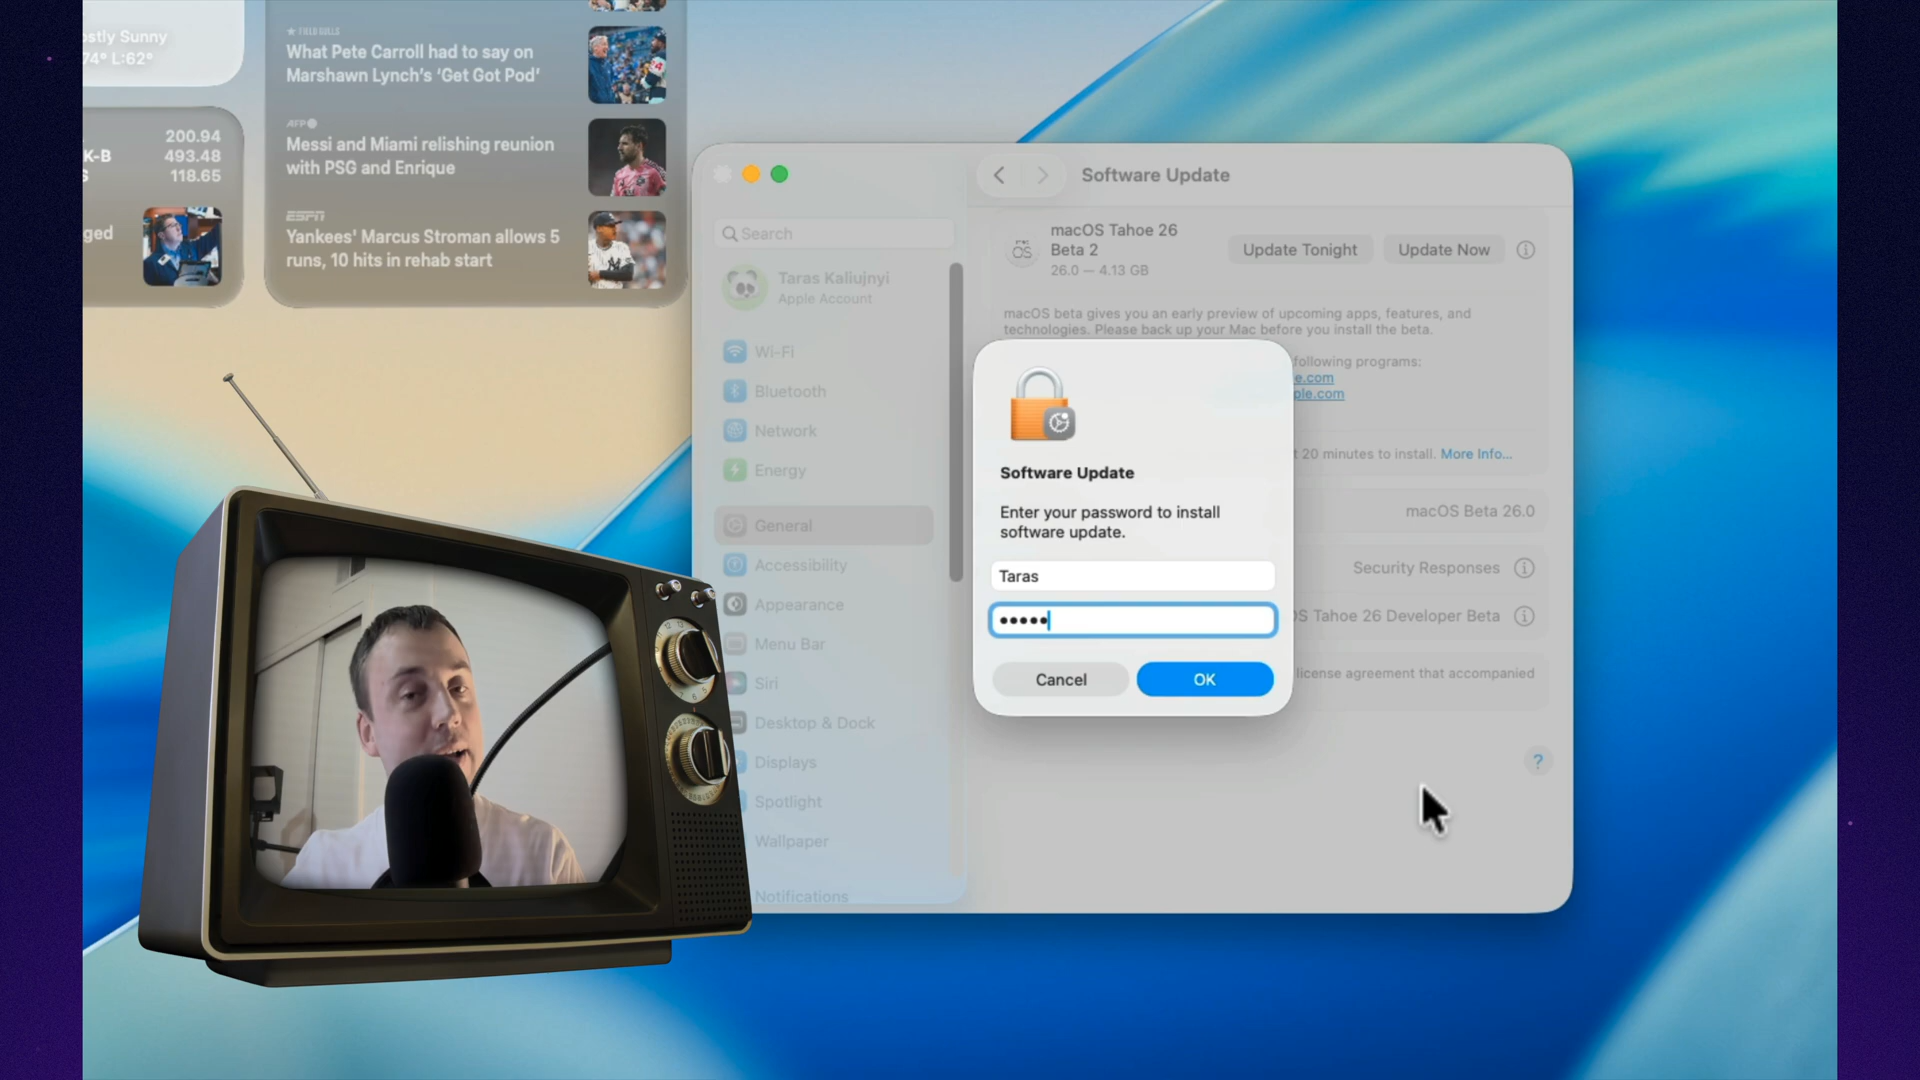 ostly Sunny
74° L:62°
200.94
K-B 493.48
118.65
ged
FIELD GULLS
What Pete Carroll had to say on
Marshawn Lynch's 'Get Got Pod'
AFP
Messi and Miami relishing reunion
with PSG and Enrique
ESPN
Yankees' Marcus Stroman allows 5
runs, 10 hits in rehab start
Search
Taras Kaliujnyi
Apple Account
Wi-Fi
Bluetooth
Network
Energy
General
Accessibility
Appearance
Menu Bar
Siri
Desktop & Dock
Displays
Spotlight
Wallpaper
Notifications
Software Update
OS
macOS Tahoe 26
Beta 2
26.0 — 4.13 GB
Update Tonight
Update Now
macOS beta gives you an early preview of upcoming apps, features, and
technologies. Please back up your Mac before you install the beta.
following programs:
e.com
ple.com
t 20 minutes to install. More Info...
macOS Beta 26.0
Security Responses
OS Tahoe 26 Developer Beta
license agreement that accompanied
?
Software Update
Enter your password to install
software update.
Taras
•••••
Cancel
OK